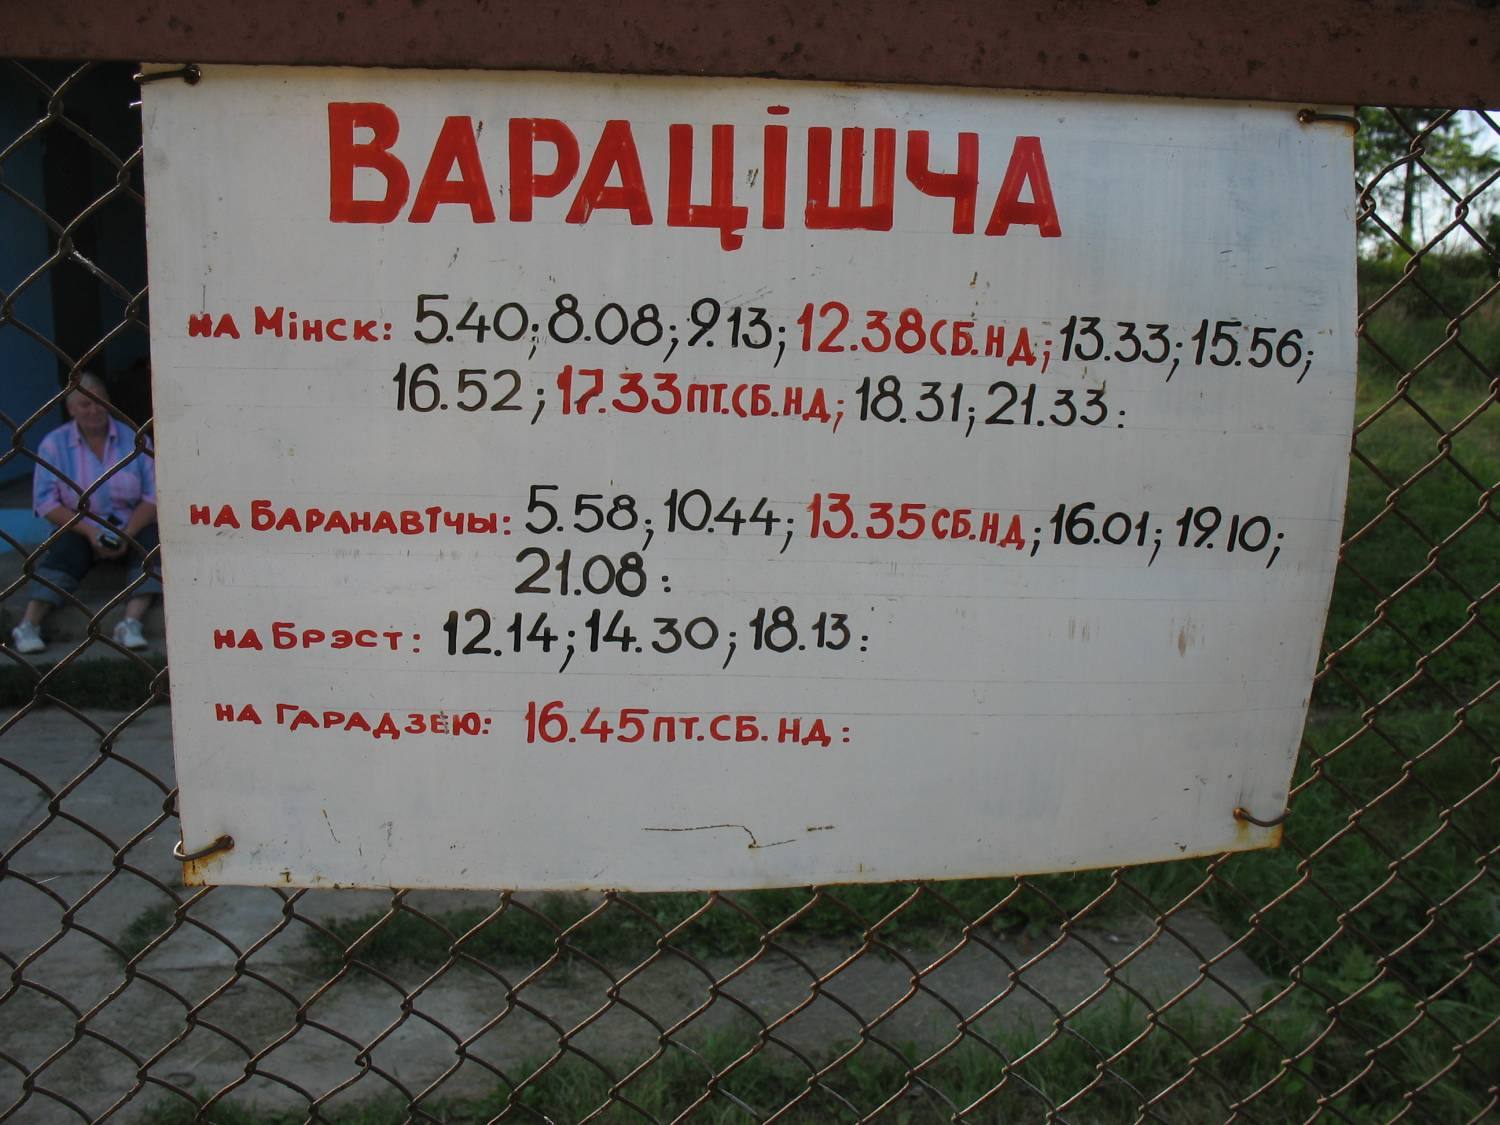 ВАРАЦІШЧА
на Мінск: 5.40; 8.08; 9.13; 12.38 СБ.НД; 13.33; 15.56;
16.52; 17.33 ПТ.СБ.НД; 18.31; 21.33:
на Баранавічы: 5.58; 10.44; 13.35 СБ.НД; 16.01; 19.10;
21.08:
на Брэст: 12.14; 14.30; 18.13:
на Гарадзею: 16.45 ПТ.СБ.НД: